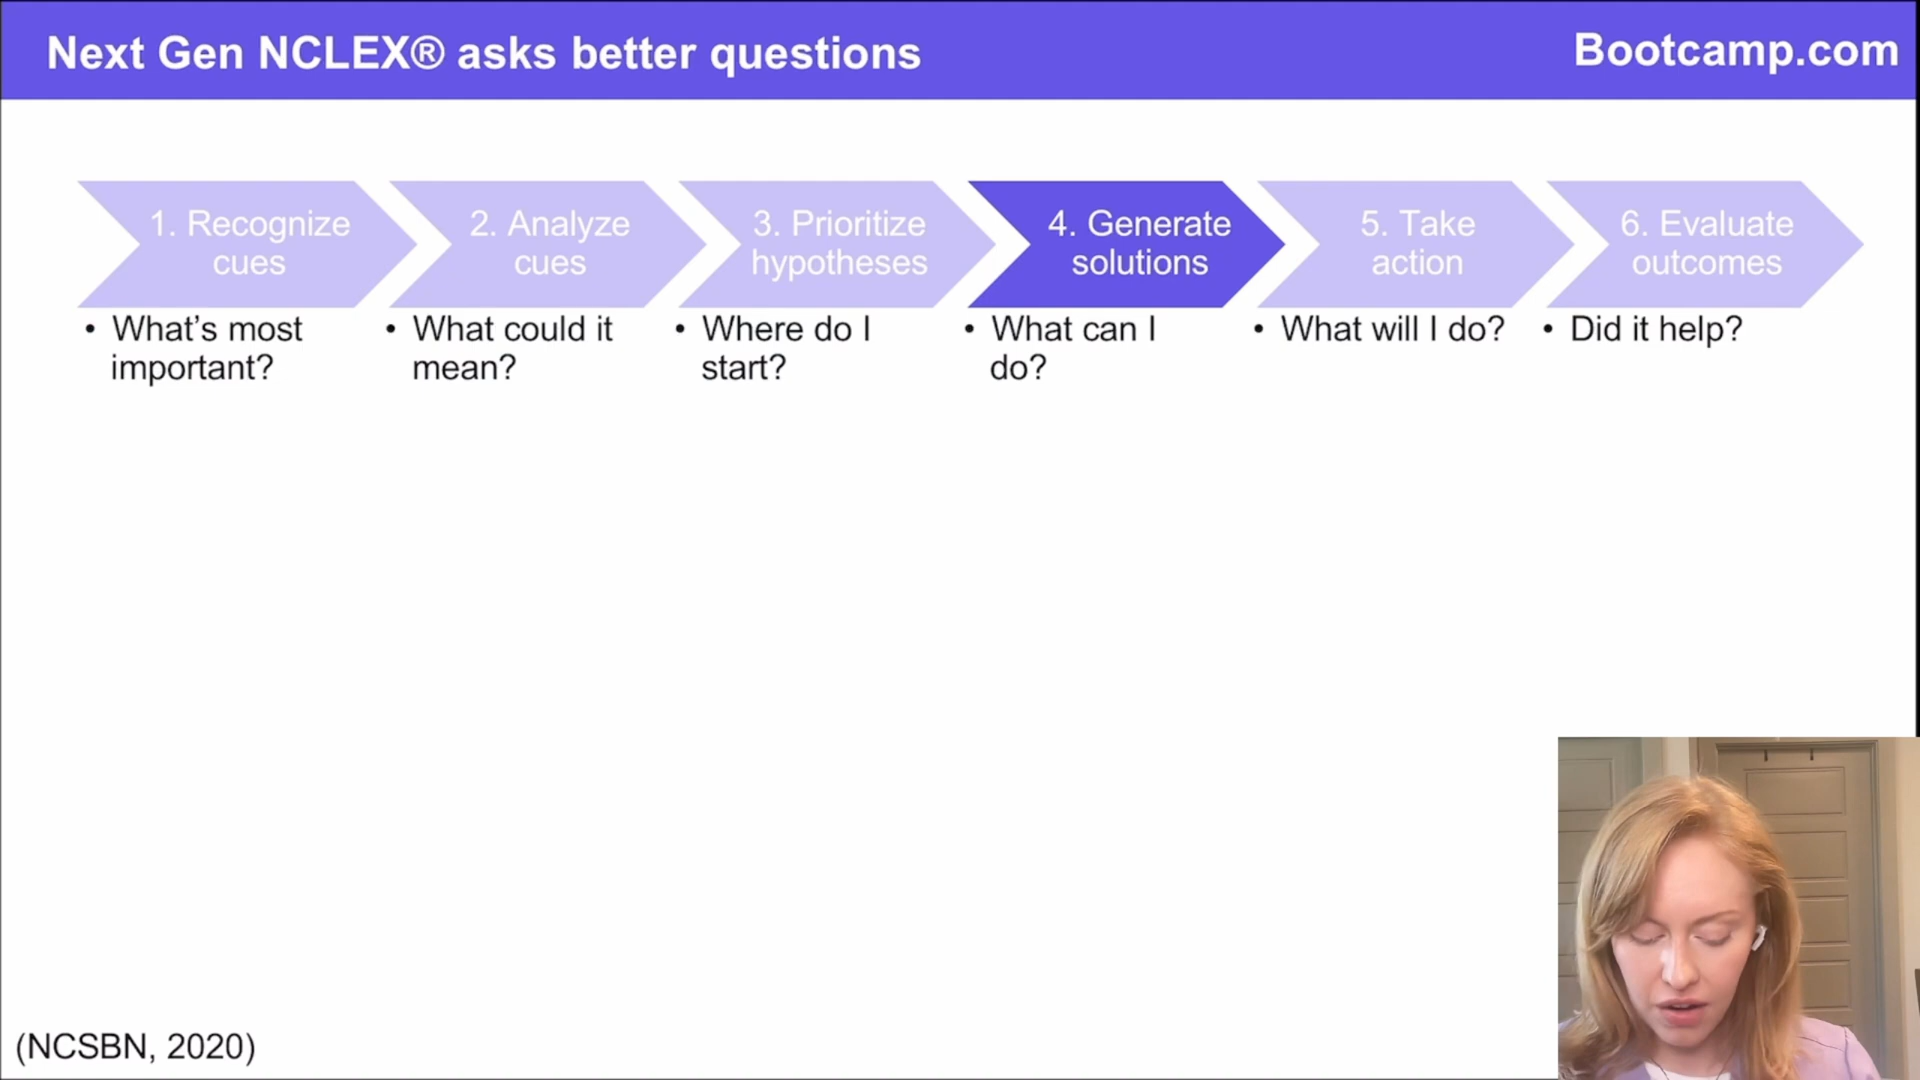 Next Gen NCLEX® asks better questions
Bootcamp.com
1. Recognize
cues
2. Analyze
cues
3. Prioritize
hypotheses
4. Generate
solutions
5. Take
action
6. Evaluate
outcomes
• What’s most
important?
• What could it
mean?
• Where do I
start?
• What can I
do?
• What will I do?
• Did it help?
(NCSBN, 2020)